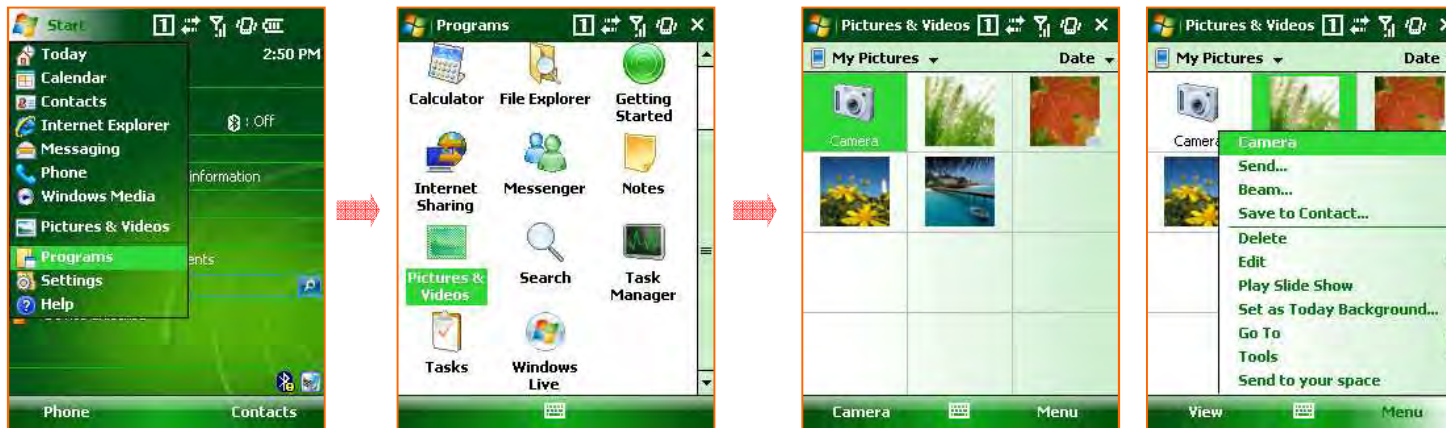 Start 1
Today
2:50 PM
Calendar
Contacts
Internet Explorer
: Off
Messaging
Phone
information
Windows Media
Pictures & Videos
Programs
ents
Settings
Help
Phone Contacts
Programs 1
Calculator File Explorer Getting Started
Internet Sharing Messenger Notes
Pictures & Videos Search Task Manager
Tasks Windows Live
Pictures & Videos 1
My Pictures Date
Camera
Camera Menu
Pictures & Videos 1
My Pictures Date
Camera
Camera
Send...
Beam...
Save to Contact...
Delete
Edit
Play Slide Show
Set as Today Background...
Go To
Tools
Send to your space
View Menu